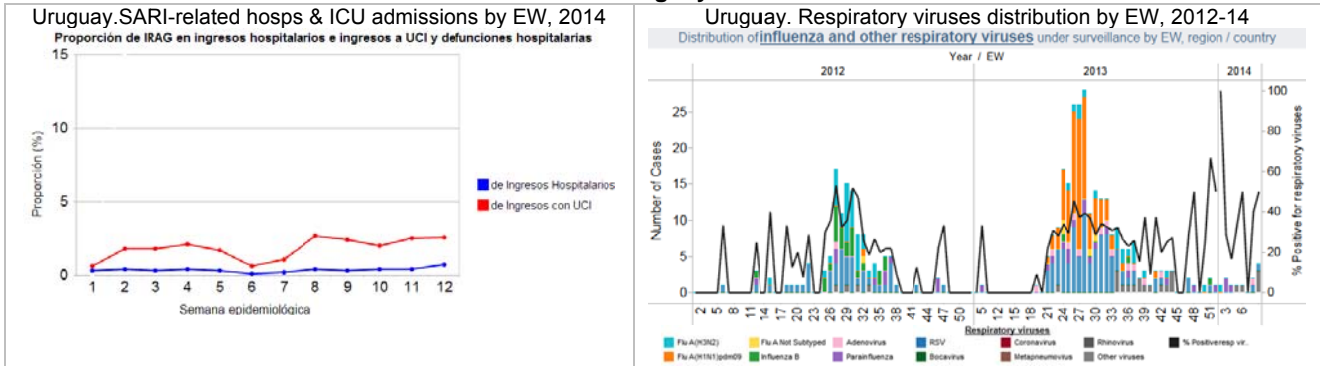 Uruguay.SARI-related hosps & ICU admissions by EW, 2014
Proporción de IRAG en ingresos hospitalarios e ingresos a UCI y defunciones hospitalarias
15
10
5
0
Proporción (%)
1 2 3 4 5 6 7 8 9 10 11 12
Semana epidemiológica
de Ingresos Hospitalarios
de Ingresos con UCI
Uruguay. Respiratory viruses distribution by EW, 2012-14
Distribution of influenza and other respiratory viruses under surveillance by EW, region / country
Year / EW
2012 2013 2014
Number of Cases
25
20
15
10
5
0
100
80
60
40
20
0
% Positive for respiratory viruses
2 5 8 11 14 17 20 23 26 29 32 35 38 41 44 47 50 5 12 15 18 21 24 27 30 33 36 39 42 45 48 51 3 6
Respiratory viruses
Flu A(H3N2) Flu A Not Subtyped Adenovirus RSV Coronavirus Rhinovirus % Positiveresp vir..
Flu A(H1N1)pdm09 Influenza B Parainfluenza Bocavirus Metapneumovirus Other viruses